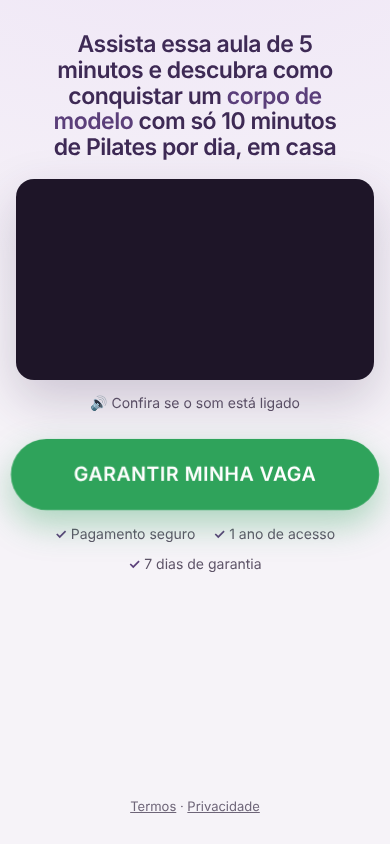 Assista essa aula de 5
minutos e descubra como
conquistar um corpo de
modelo com só 10 minutos
de Pilates por dia, em casa
🔊 Confira se o som está ligado
GARANTIR MINHA VAGA
✓ Pagamento seguro ✓ 1 ano de acesso
✓ 7 dias de garantia
Termos · Privacidade